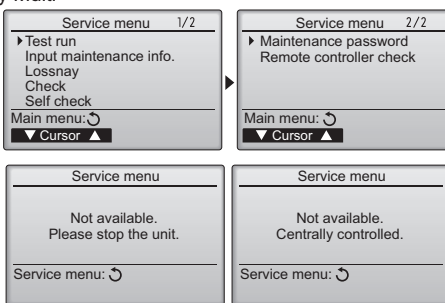 Service menu 1/2
Test run
Input maintenance info.
Lossnay
Check
Self check
Main menu:
▼ Cursor ▲
Service menu 2/2
Maintenance password
Remote controller check
Main menu:
▼ Cursor ▲
Service menu
Not available.
Please stop the unit.
Service menu:
Service menu
Not available.
Centrally controlled.
Service menu: